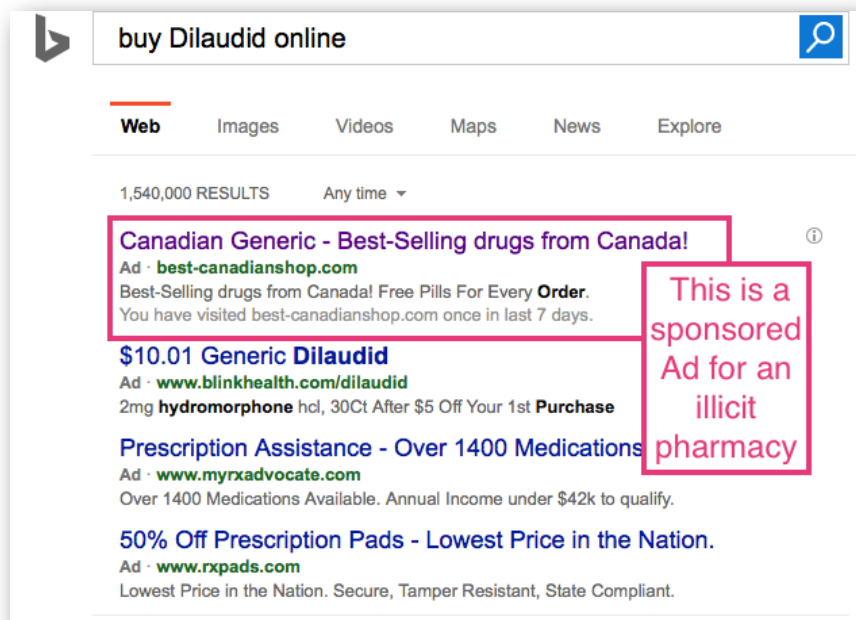 buy Dilaudid online
Web Images Videos Maps News Explore
1,540,000 RESULTS Any time
Canadian Generic - Best-Selling drugs from Canada!
Ad · best-canadianshop.com
Best-Selling drugs from Canada! Free Pills For Every Order.
You have visited best-canadianshop.com once in last 7 days.
This is a
sponsored
Ad for an
illicit
pharmacy
$10.01 Generic Dilaudid
Ad · www.blinkhealth.com/dilaudid
2mg hydromorphone hcl, 30Ct After $5 Off Your 1st Purchase
Prescription Assistance - Over 1400 Medications
Ad · www.myrxadvocate.com
Over 1400 Medications Available. Annual Income under $42k to qualify.
50% Off Prescription Pads - Lowest Price in the Nation.
Ad · www.rxpads.com
Lowest Price in the Nation. Secure, Tamper Resistant, State Compliant.